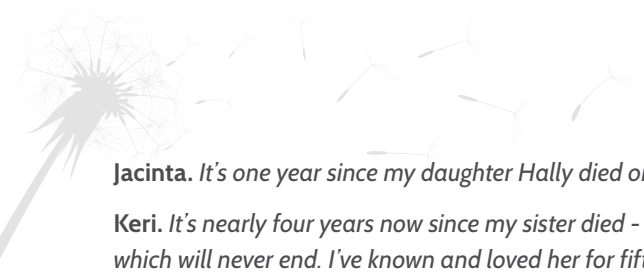 Jacinta. It's one year since my daughter Hally died
Keri. It's nearly four years now since my sister died -
which will never end. I've known and loved her for